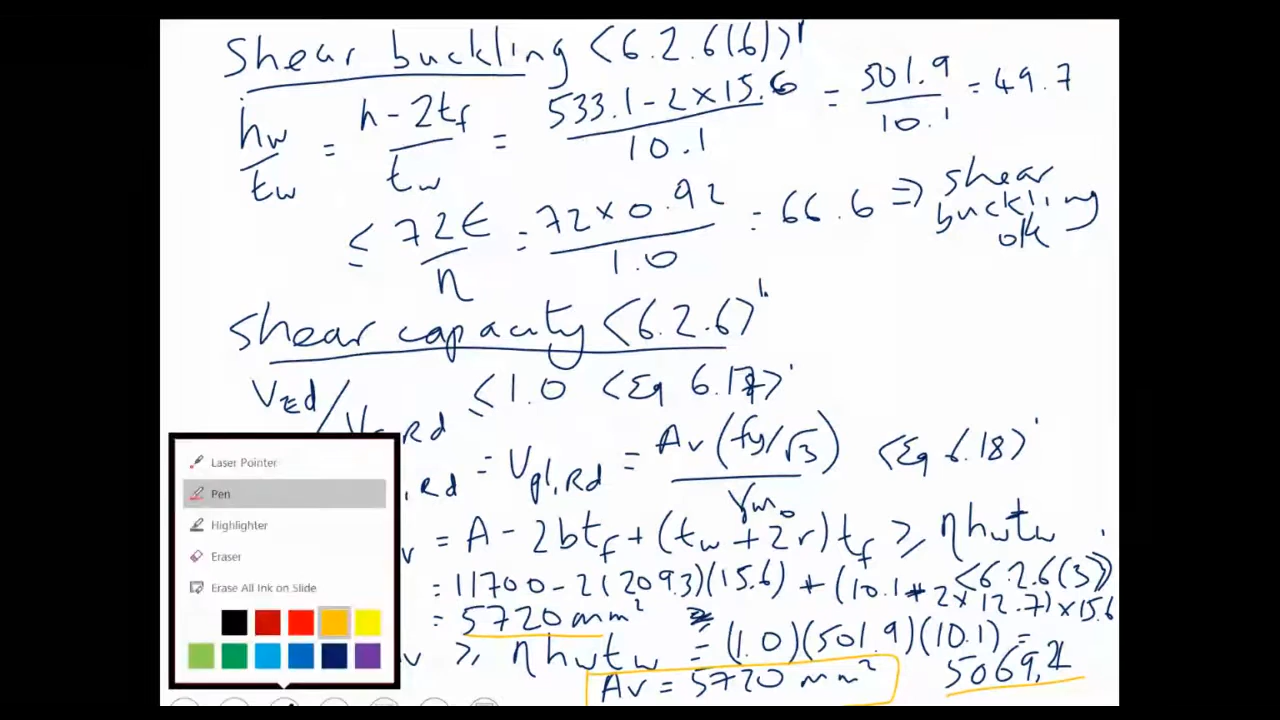 Shear buckling <6.2.6(6)>'
hw/tw = h - 2tf / tw = 533.1 - 2 × 15.6 / 10.1 = 501.9 / 10.1 = 49.7
≤ 72ε / η = 72 × 0.92 / 1.0 = 66.6 ⇒ shear buckling ok
shear capacity <6.2.6>'
VEd / Vc,Rd ≤ 1.0 <Eq 6.17>'
,Rd = Vpl,Rd = Av (fy/√3) / γm0 <Eq 6.18>'
v = A - 2btf + (tw + 2r) tf ≥ ηhwtw
<6.2.6(3)>'
= 11700 - 2(209.3)(15.6) + (10.1 + 2×12.7)×15.6
= 5720 mm²
v ≥ ηhwtw = (1.0)(501.9)(10.1) =
Av = 5720 mm²
Laser Pointer
Pen
Highlighter
Eraser
Erase All Ink on Slide